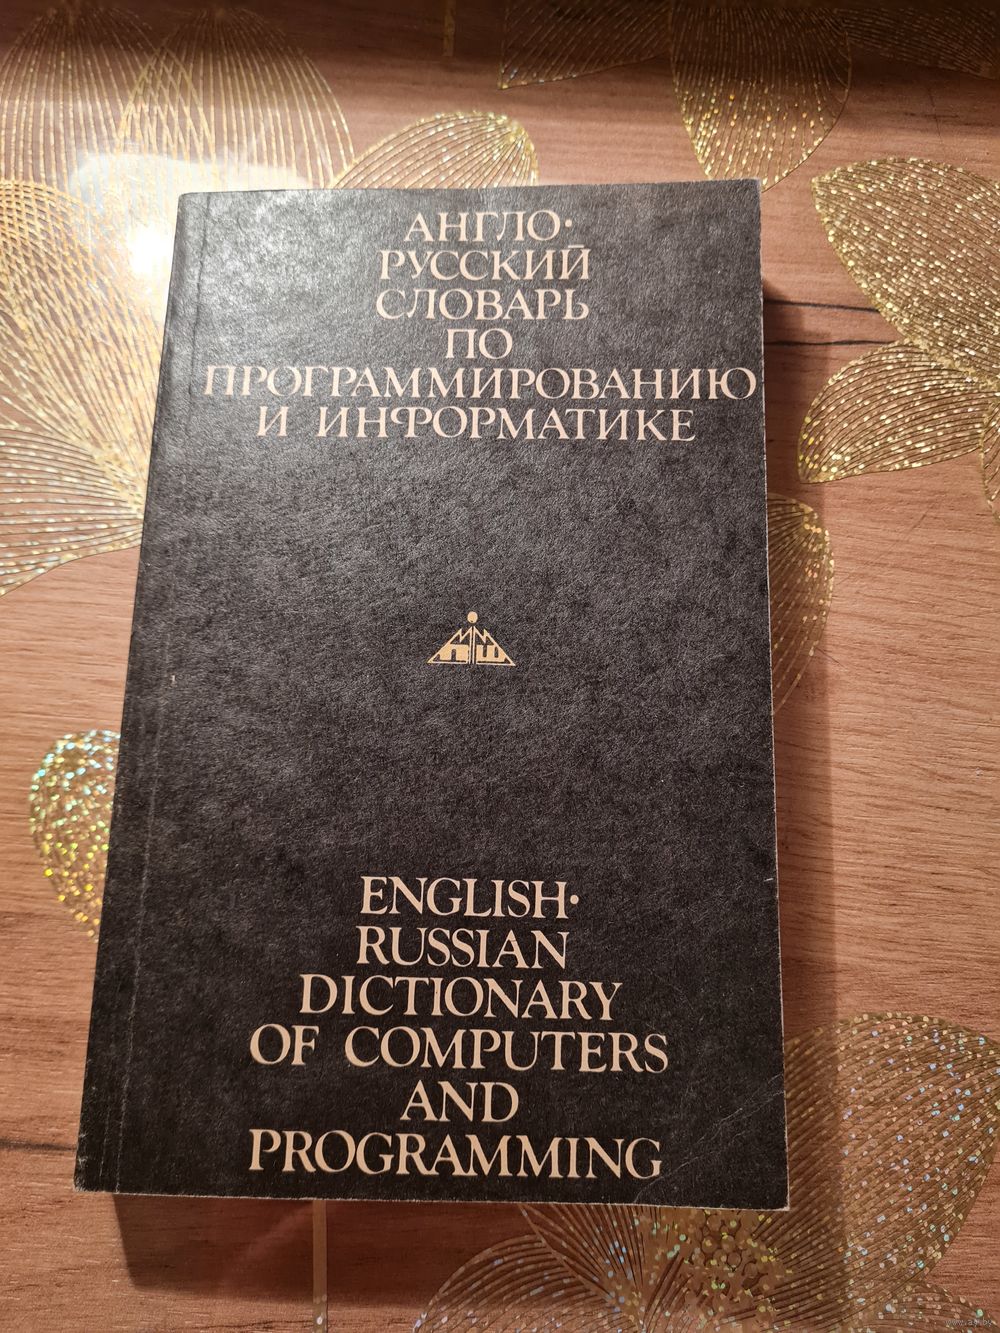 АНГЛО·
РУССКИЙ
СЛОВАРЬ
ПО
ПРОГРАММИРОВАНИЮ
И ИНФОРМАТИКЕ
ENGLISH·
RUSSIAN
DICTIONARY
OF COMPUTERS
AND
PROGRAMMING